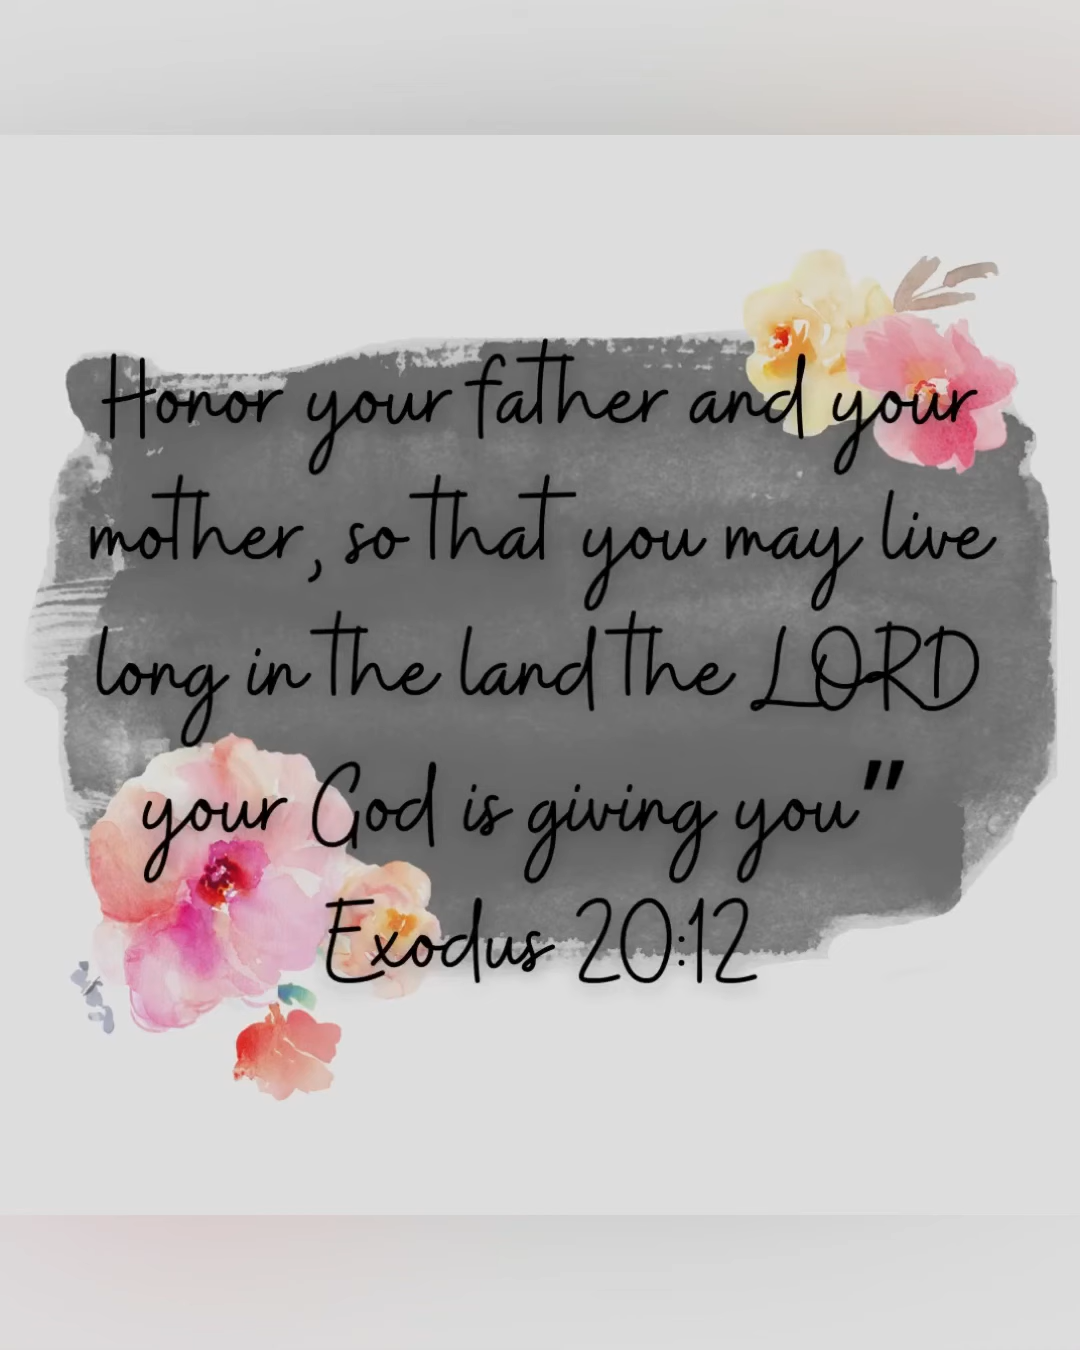 Honor your father and your
mother, so that you may live
long in the land the LORD
your God is giving you"
Exodus 20:12